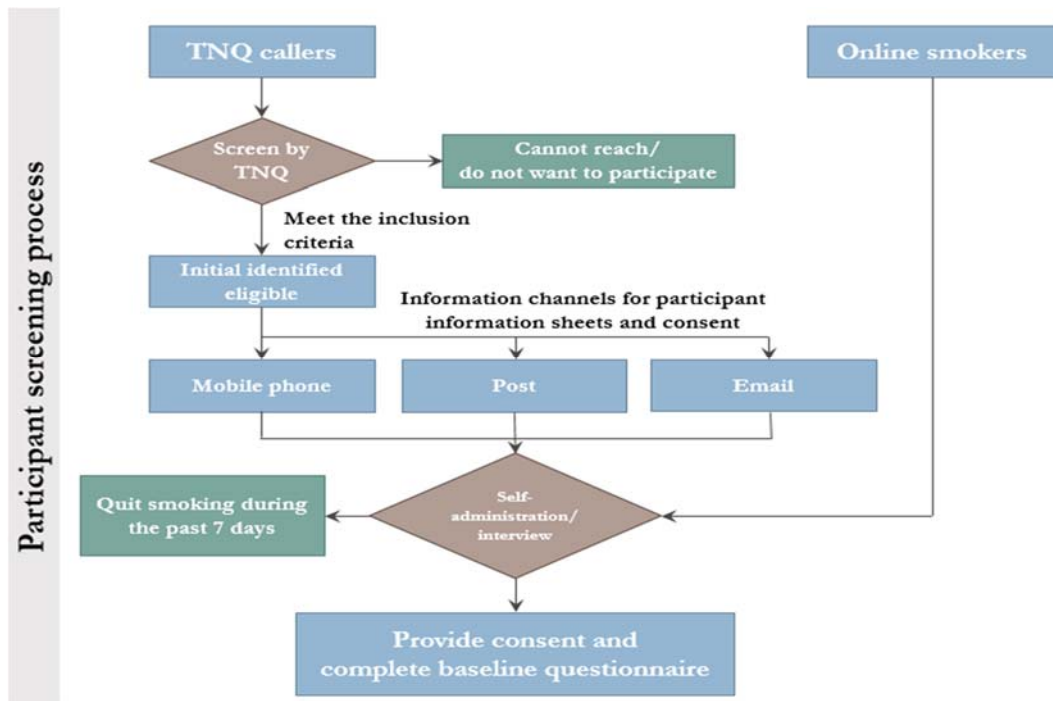 Participant screening process
TNQ callers
Online smokers
Screen by
TNQ
Cannot reach/
do not want to participate
Meet the inclusion
criteria
Initial identified
eligible
Information channels for participant
information sheets and consent
Mobile phone
Post
Email
Quit smoking during
the past 7 days
Self-
administration/
interview
Provide consent and
complete baseline questionnaire